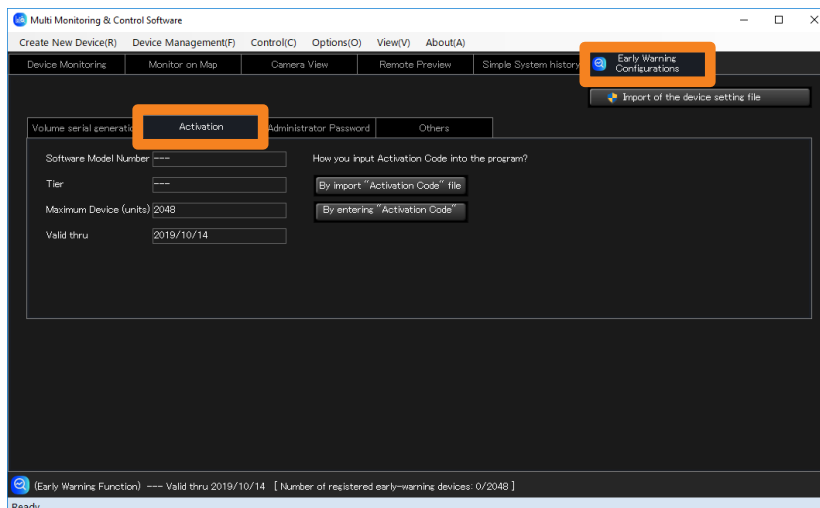 Multi Monitoring & Control Software
Create New Device(R) Device Management(F) Control(C) Options(O) View(V) About(A)
Device Monitoring Monitor on Map Camera View Remote Preview Simple System history Early Warning
Configurations
Import of the device setting file
Volume serial generatio Activation Administrator Password Others
Software Model Number --- How you input Activation Code into the program?
Tier --- By import "Activation Code" file
Maximum Device (units) 2048 By entering "Activation Code"
Valid thru 2019/10/14
(Early Warning Function) --- Valid thru 2019/10/14 [ Number of registered early-warning devices: 0/2048 ]
Ready